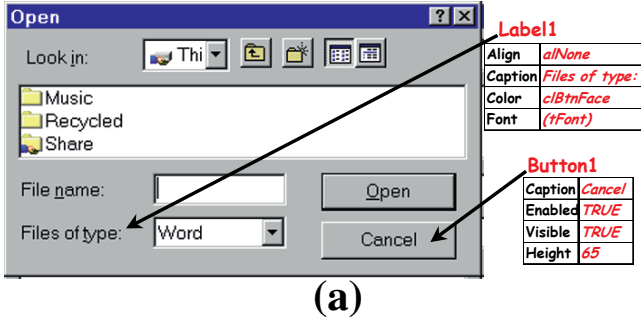 Open
Look in:
Thi
Music
Recycled
Share
File name:
Open
Files of type:
Word
Cancel
Label1
Align alNone
Caption Files of type:
Color clBtnFace
Font (tFont)
Button1
Caption Cancel
Enabled TRUE
Visible TRUE
Height 65
(a)